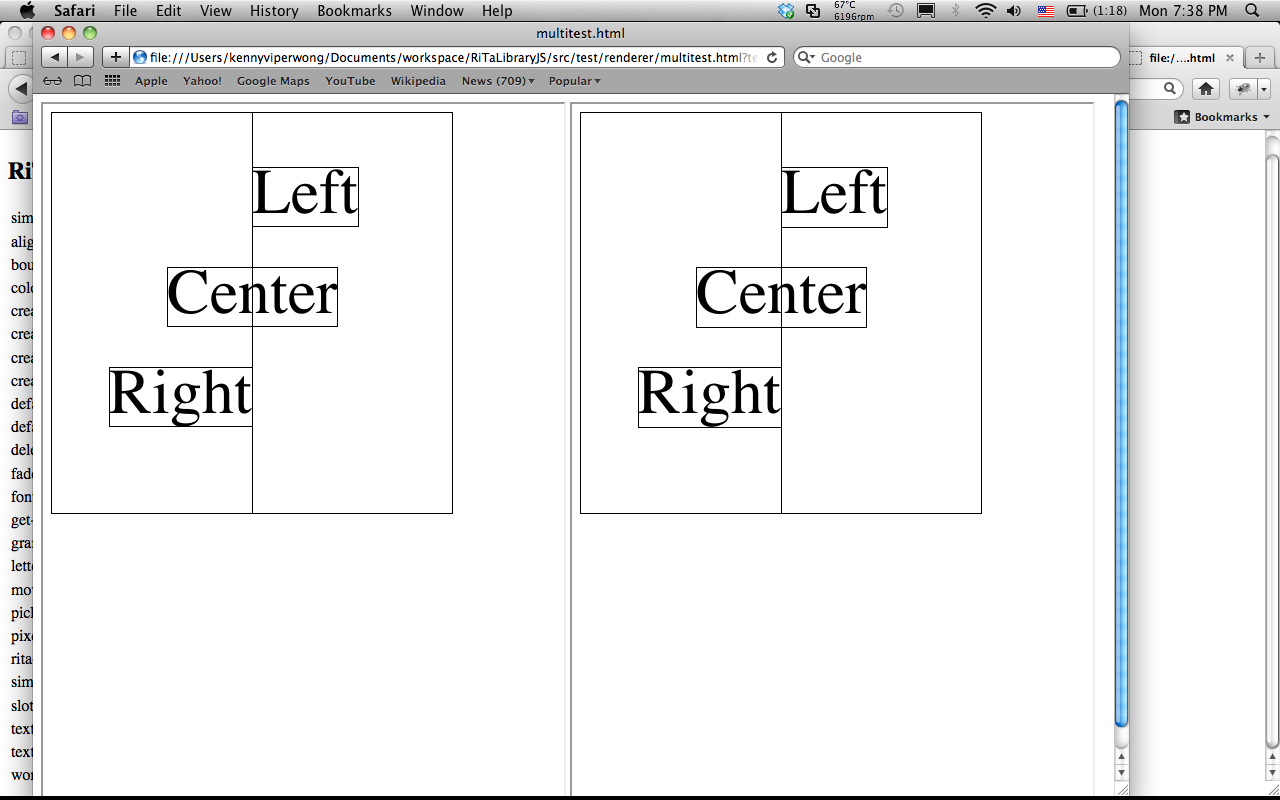 Safari File Edit View History Bookmarks Window Help 67°C 6196rpm (1:18) Mon 7:38 PM
multitest.html
file:///Users/kennyviperwong/Documents/workspace/RiTaLibraryJS/src/test/renderer/multitest.html?te Google
file:/....html
Apple Yahoo! Google Maps YouTube Wikipedia News (709) Popular
Bookmarks
Left Left
Center Center
Right Right
Ri
sim
alig
bou
colo
crea
crea
crea
crea
defa
defa
dele
fade
font
get-
gran
lette
mov
picl
pixe
rita
sim
slot
text
text
wor